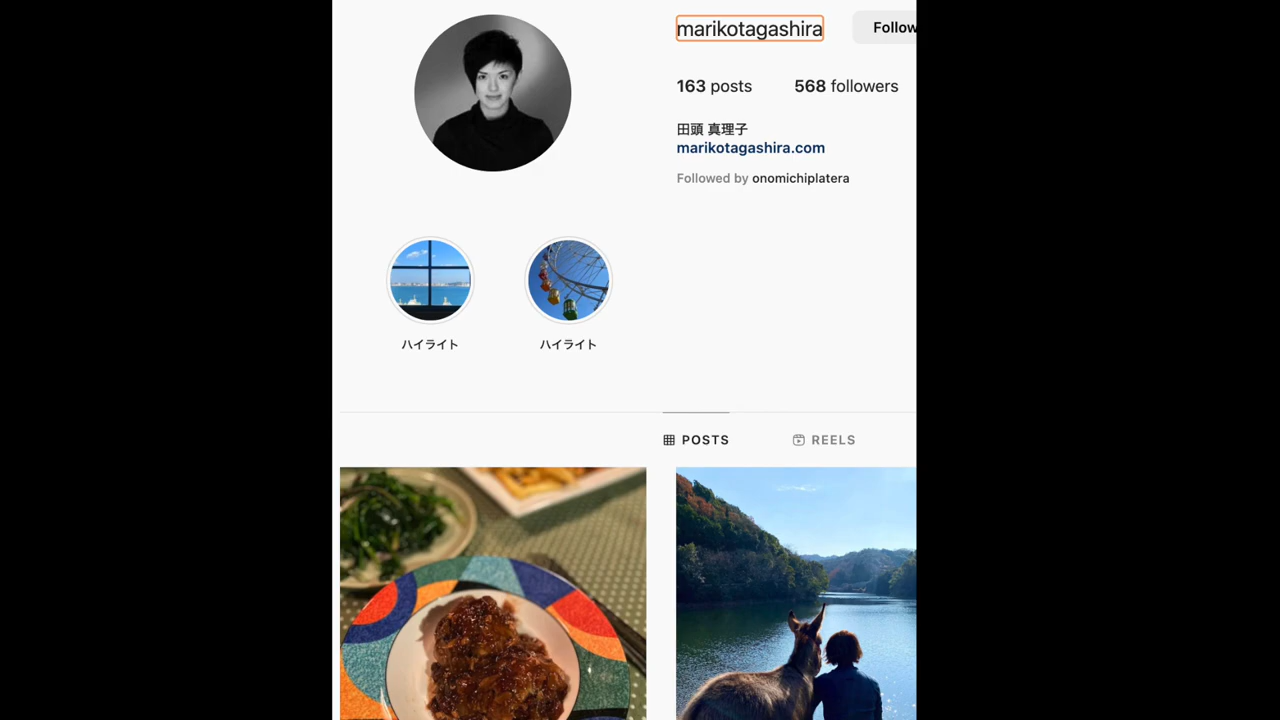 marikotagashira
Follow
163 posts 568 followers
田頭 真理子
marikotagashira.com
Followed by onomichiplatera
ハイライト ハイライト
POSTS REELS